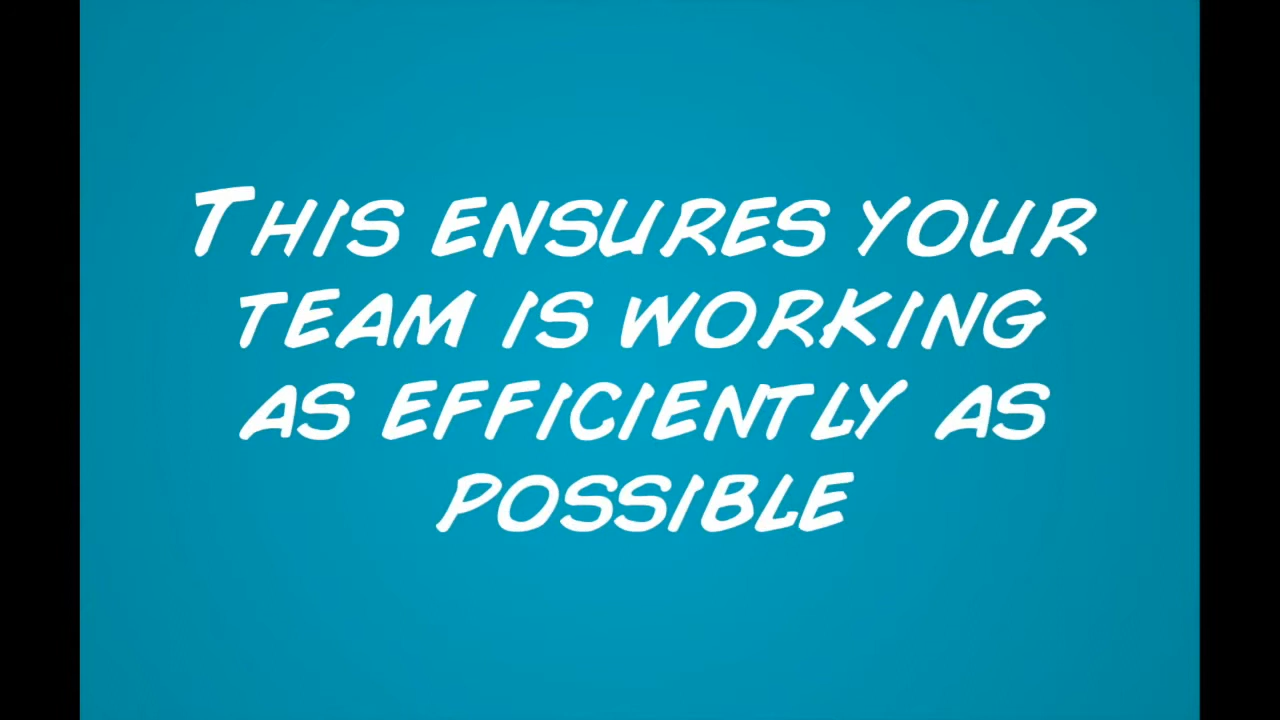 THIS ENSURES YOUR
TEAM IS WORKING
AS EFFICIENTLY AS
POSSIBLE